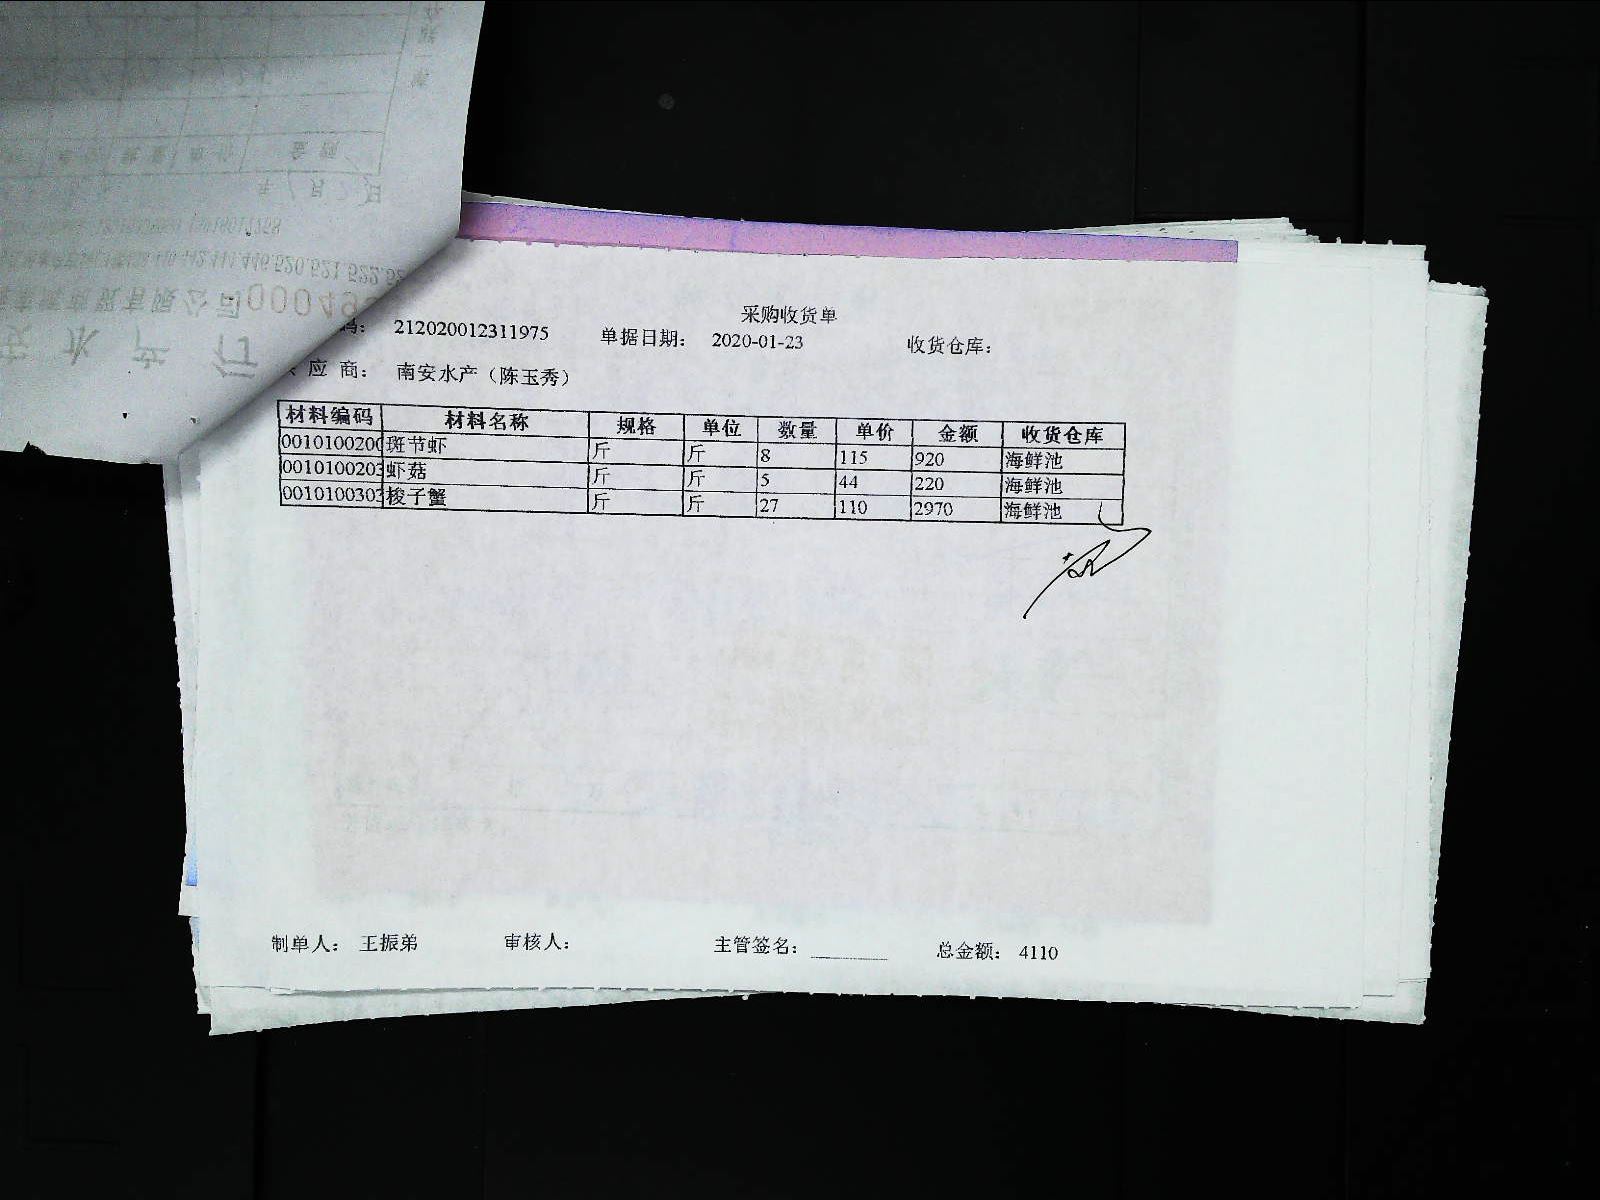 采购收货单
码: 212020012311975 单据日期: 2020-01-23 收货仓库:
应 商: 南安水产（陈玉秀）
材料编码 材料名称 规格 单位 数量 单价 金额 收货仓库
0010100200 斑节虾 斤 斤 8 115 920 海鲜池
0010100203 虾菇 斤 斤 5 44 220 海鲜池
0010100303 梭子蟹 斤 斤 27 110 2970 海鲜池
制单人: 王振弟 审核人: 主管签名: 总金额: 4110